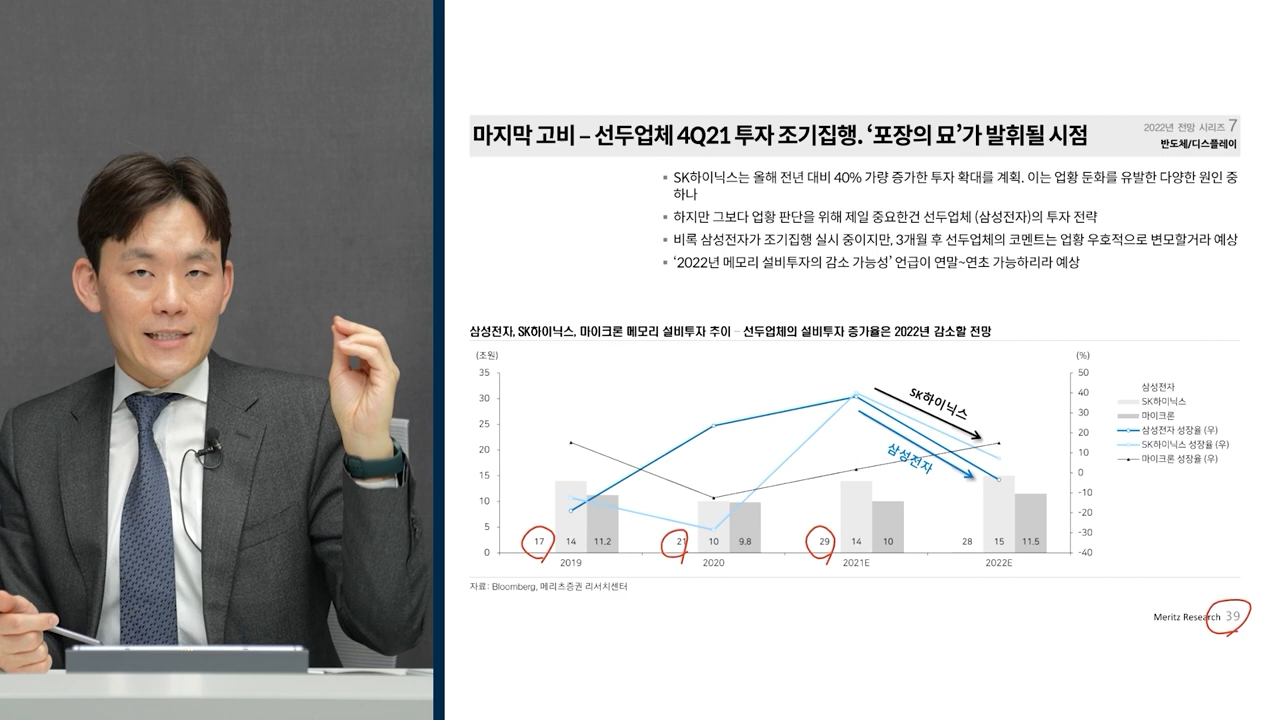 마지막 고비 – 선두업체 4Q21 투자 조기집행. ‘포장의 묘’가 발휘될 시점
2022년 전망 시리즈 7
반도체/디스플레이
▪ SK하이닉스는 올해 전년 대비 40% 가량 증가한 투자 확대를 계획. 이는 업황 둔화를 유발한 다양한 원인 중
하나
▪ 하지만 그보다 업황 판단을 위해 제일 중요한건 선두업체 (삼성전자)의 투자 전략
▪ 비록 삼성전자가 조기집행 실시 중이지만, 3개월 후 선두업체의 코멘트는 업황 우호적으로 변모할거라 예상
▪ ‘2022년 메모리 설비투자의 감소 가능성’ 언급이 연말~연초 가능하리라 예상
삼성전자, SK하이닉스, 마이크론 메모리 설비투자 추이 – 선두업체의 설비투자 증가율은 2022년 감소할 전망
(조원)
(%)
35
30
25
20
15
10
5
0
50
40
30
20
10
0
-10
-20
-30
-40
SK하이닉스
삼성전자
17 14 11.2
21 10 9.8
29 14 10
28 15 11.5
2019 2020 2021E 2022E
삼성전자
SK하이닉스
마이크론
삼성전자 성장율 (우)
SK하이닉스 성장율 (우)
마이크론 성장율 (우)
자료: Bloomberg, 메리츠증권 리서치센터
Meritz Research 39